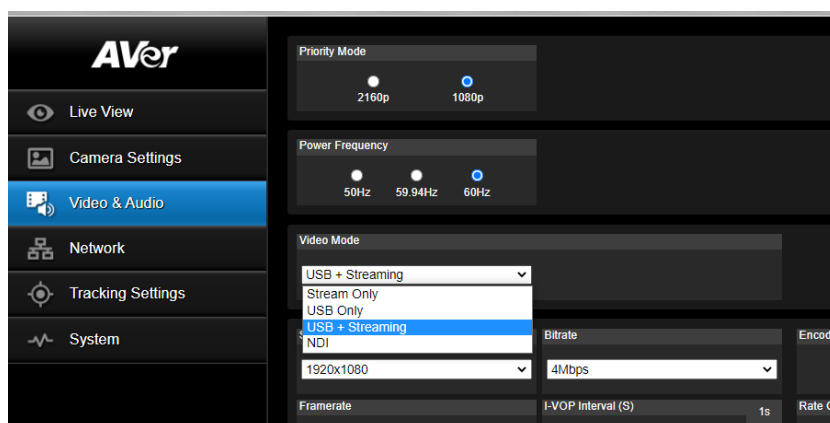 AVer
Live View
Camera Settings
Video & Audio
Network
Tracking Settings
System
Priority Mode
2160p 1080p
Power Frequency
50Hz 59.94Hz 60Hz
Video Mode
USB + Streaming
Stream Only
USB Only
USB + Streaming
NDI
Bitrate
1920x1080
4Mbps
Framerate
I-VOP Interval (S) 1s